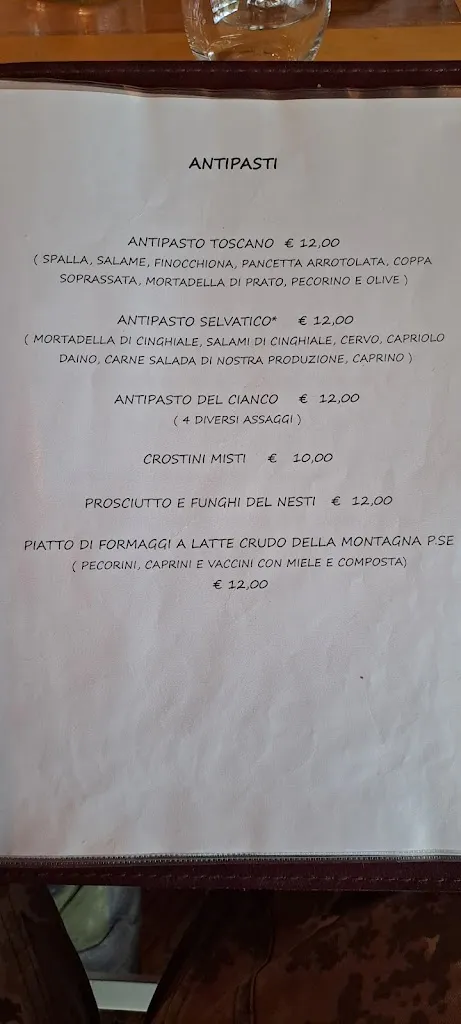 ANTIPASTI
ANTIPASTO TOSCANO € 12,00
( SPALLA, SALAME, FINOCCHIONA, PANCETTA ARROTOLATA, COPPA
SOPRASSATA, MORTADELLA DI PRATO, PECORINO E OLIVE )
ANTIPASTO SELVATICO* € 12,00
( MORTADELLA DI CINGHIALE, SALAMI DI CINGHIALE, CERVO, CAPRIOLO
DAINO, CARNE SALADA DI NOSTRA PRODUZIONE, CAPRINO )
ANTIPASTO DEL CIANCO € 12,00
( 4 DIVERSI ASSAGGI )
CROSTINI MISTI € 10,00
PROSCIUTTO E FUNGHI DEL NESTI € 12,00
PIATTO DI FORMAGGI A LATTE CRUDO DELLA MONTAGNA P.SE
( PECORINI, CAPRINI E VACCINI CON MIELE E COMPOSTA)
€ 12,00